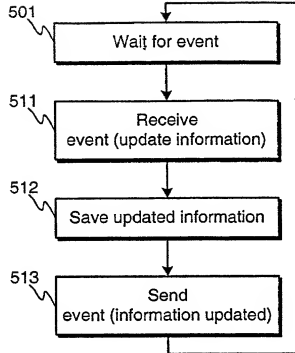 501
Wait for event
511
Receive
event (update information)
512
Save updated information
513
Send
event (information updated)